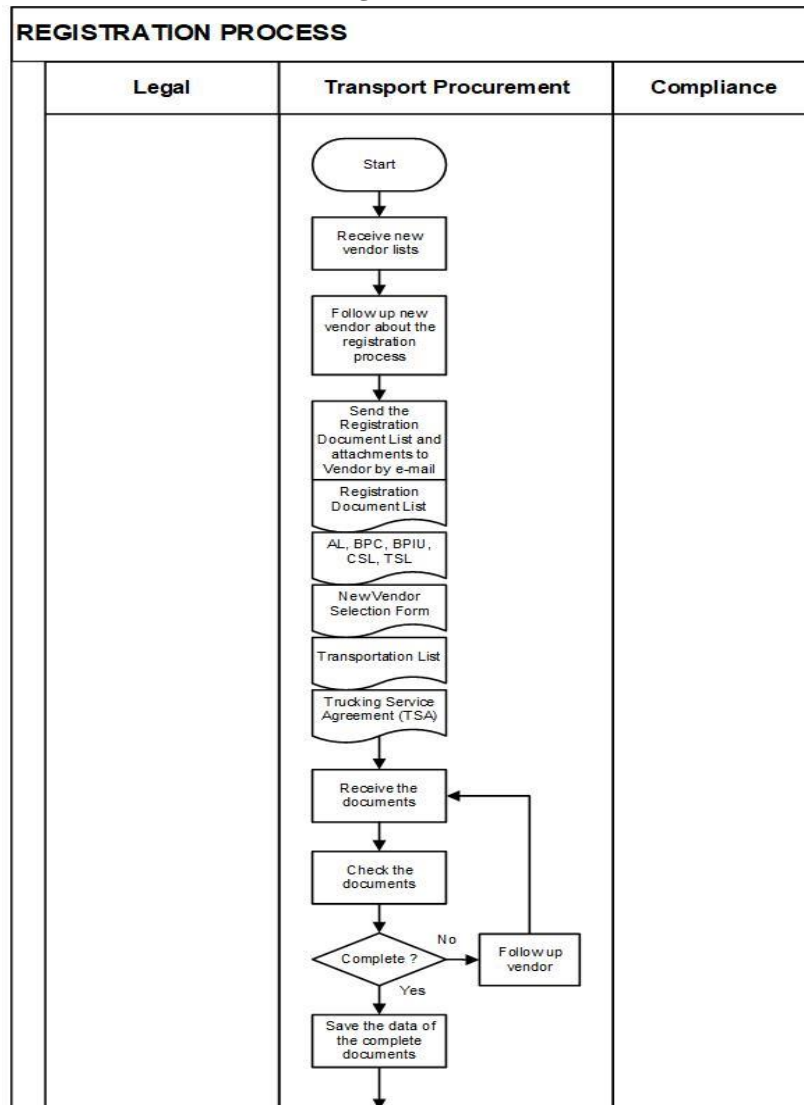 REGISTRATION PROCESS
Legal
Transport Procurement
Compliance
Start
Receive new
vendor lists
Follow up new
vendor about the
registration
process
Send the
Registration
Document List and
attachments to
Vendor by e-mail
Registration
Document List
AL, BPC, BPIU,
CSL, TSL
New Vendor
Selection Form
Transportation List
Trucking Service
Agreement (TSA)
Receive the
documents
Check the
documents
Complete ?
No
Follow up
vendor
Yes
Save the data of
the complete
documents